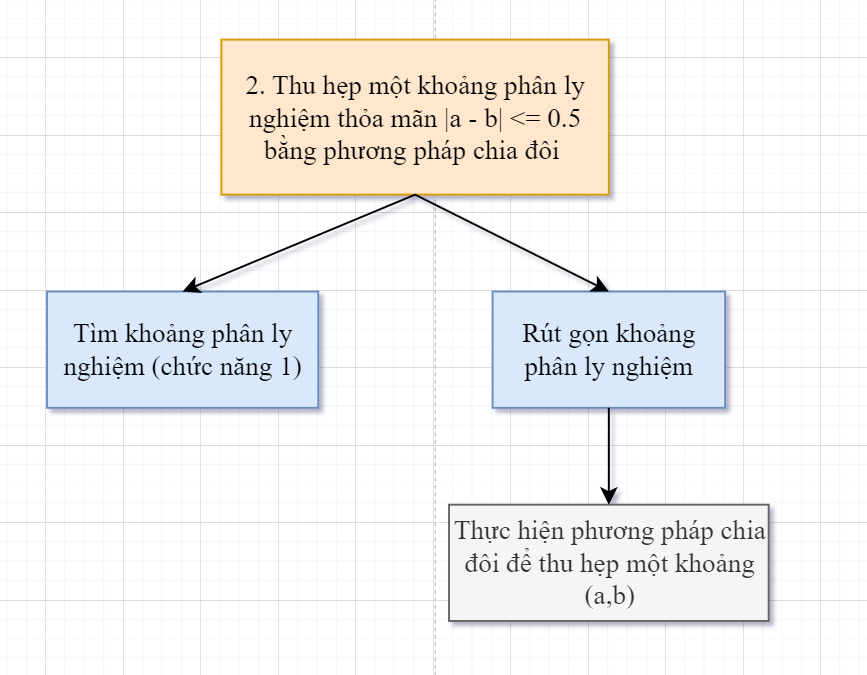 2. Thu hẹp một khoảng phân ly
nghiệm thỏa mãn |a - b| <= 0.5
bằng phương pháp chia đôi
Tìm khoảng phân ly
nghiệm (chức năng 1)
Rút gọn khoảng
phân ly nghiệm
Thực hiện phương pháp chia
đôi để thu hẹp một khoảng
(a,b)